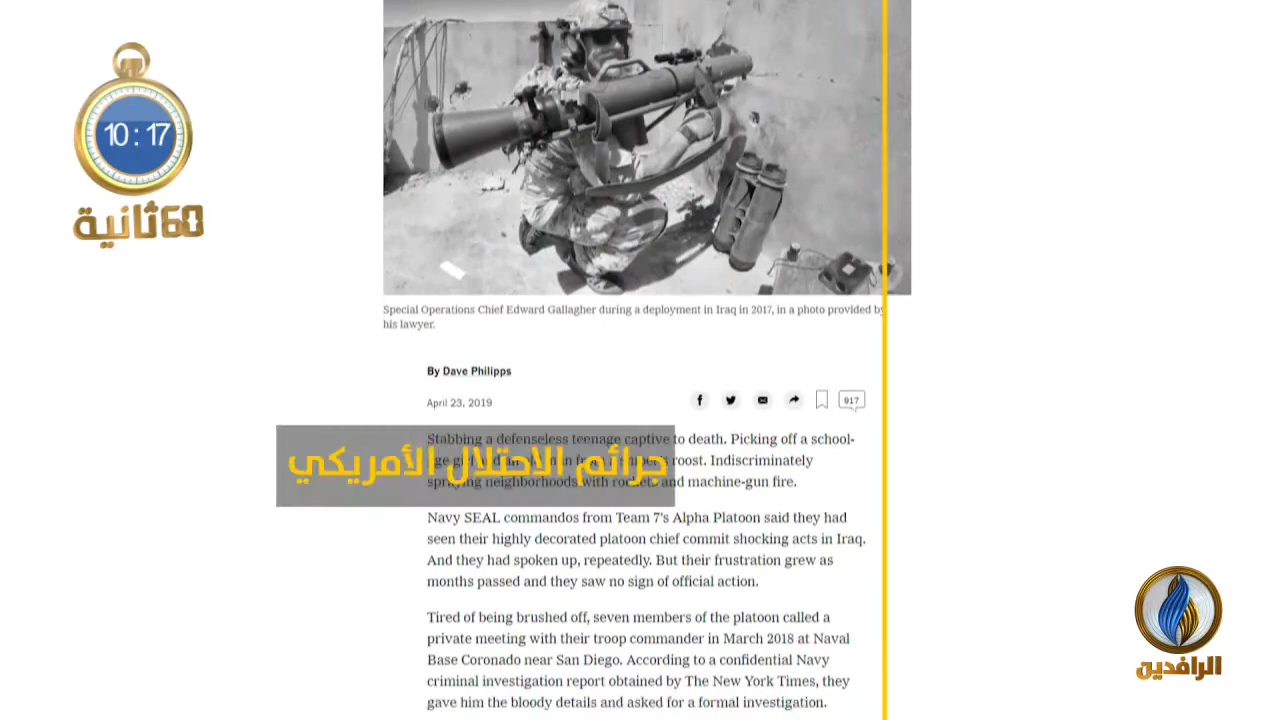 10:17
60ثانية
Special Operations Chief Edward Gallagher during a deployment in Iraq in 2017, in a photo provided by
his lawyer.
By Dave Philipps
April 23, 2019
917
Stabbing a defenseless teenage captive to death. Picking off a school-
roost. Indiscriminately
جرائم الاحتلال الأمريكي
spraying neighborhoods with rockets and machine-gun fire.
Navy SEAL commandos from Team 7's Alpha Platoon said they had
seen their highly decorated platoon chief commit shocking acts in Iraq.
And they had spoken up, repeatedly. But their frustration grew as
months passed and they saw no sign of official action.
Tired of being brushed off, seven members of the platoon called a
private meeting with their troop commander in March 2018 at Naval
Base Coronado near San Diego. According to a confidential Navy
criminal investigation report obtained by The New York Times, they
gave him the bloody details and asked for a formal investigation.
الرافدين